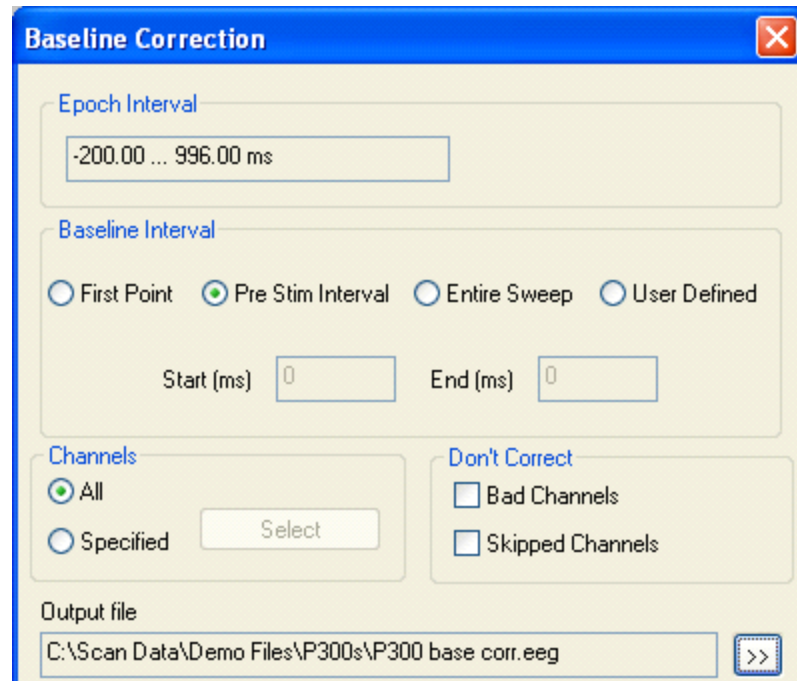 Baseline Correction
Epoch Interval
-200.00 ... 996.00 ms
Baseline Interval
First Point Pre Stim Interval Entire Sweep User Defined
Start (ms) 0 End (ms) 0
Channels
All
Specified Select
Don't Correct
Bad Channels
Skipped Channels
Output file
C:\Scan Data\Demo Files\P300s\P300 base corr.eeg >>